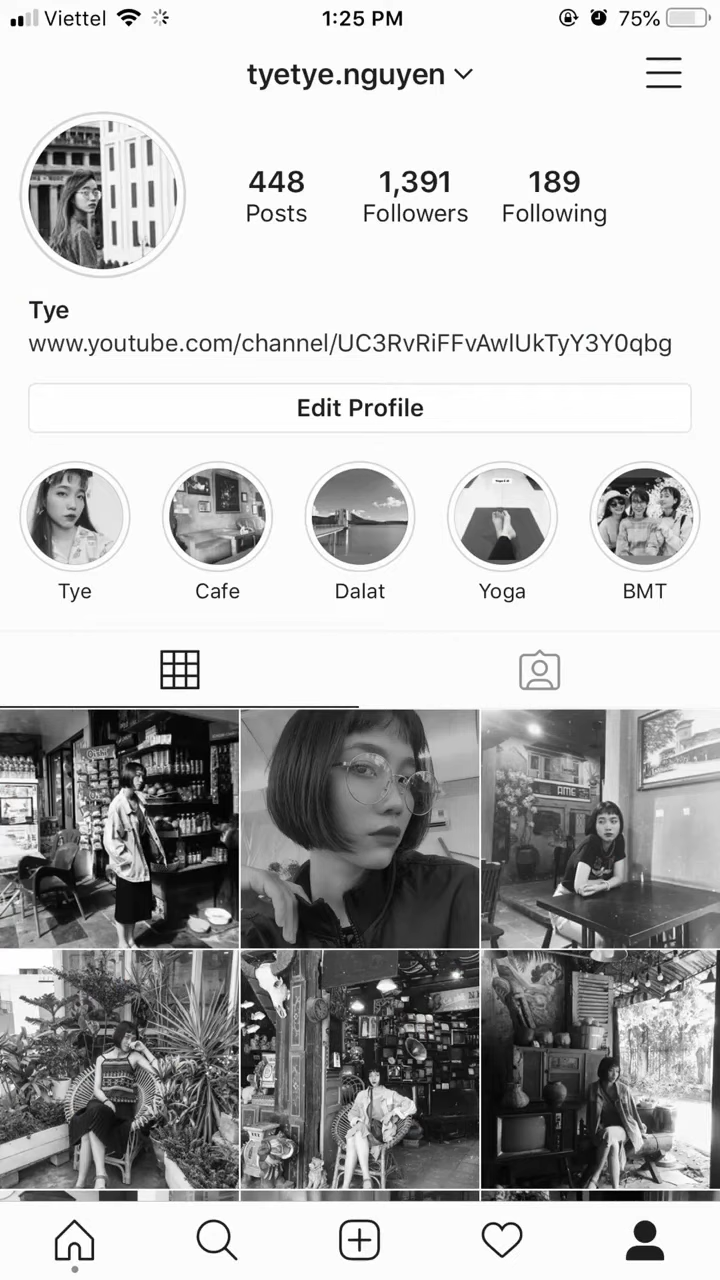 Viettel 1:25 PM 75%
tyetye.nguyen
448 1,391 189
Posts Followers Following
Tye
www.youtube.com/channel/UC3RvRiFFvAwlUkTyY3Y0qbg
Edit Profile
Tye Cafe Dalat Yoga BMT
AME